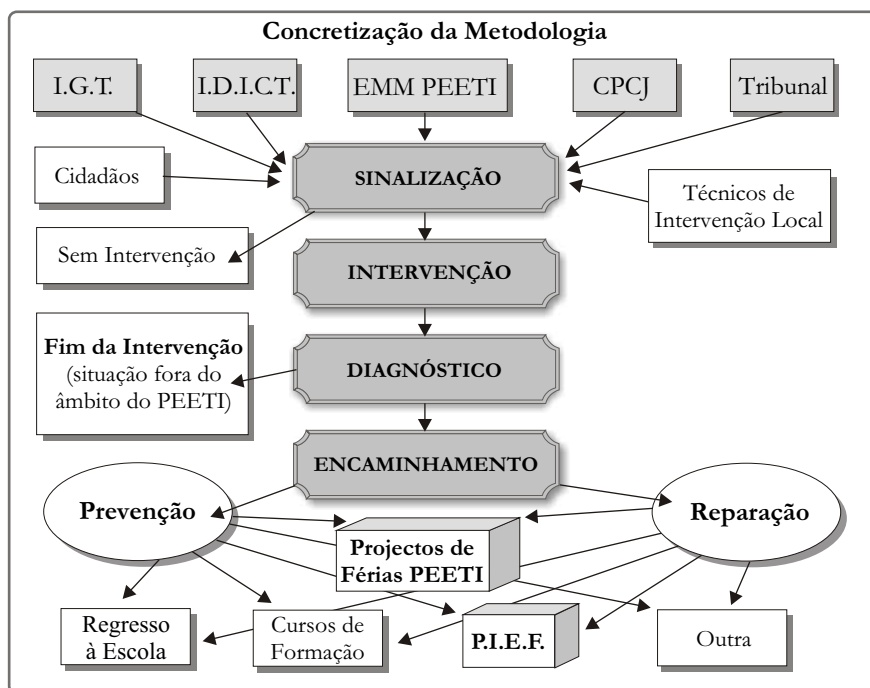 Concretização da Metodologia
I.G.T.
I.D.I.C.T.
EMM PEETI
CPCJ
Tribunal
Cidadãos
SINALIZAÇÃO
Técnicos de
Intervenção Local
Sem Intervenção
INTERVENÇÃO
Fim da Intervenção
(situação fora do
âmbito do PEETI)
DIAGNÓSTICO
ENCAMINHAMENTO
Prevenção
Reparação
Projectos de
Férias PEETI
Regresso
à Escola
Cursos de
Formação
P.I.E.F.
Outra